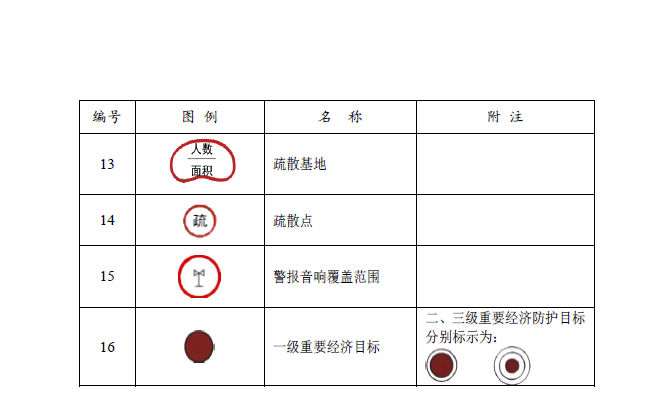 编号 图 例 名 称 附 注
13 人数 疏散基地
面积
14 疏 疏散点
15 警报音响覆盖范围
16 一级重要经济目标 二、三级重要经济防护目标
分别标示为：